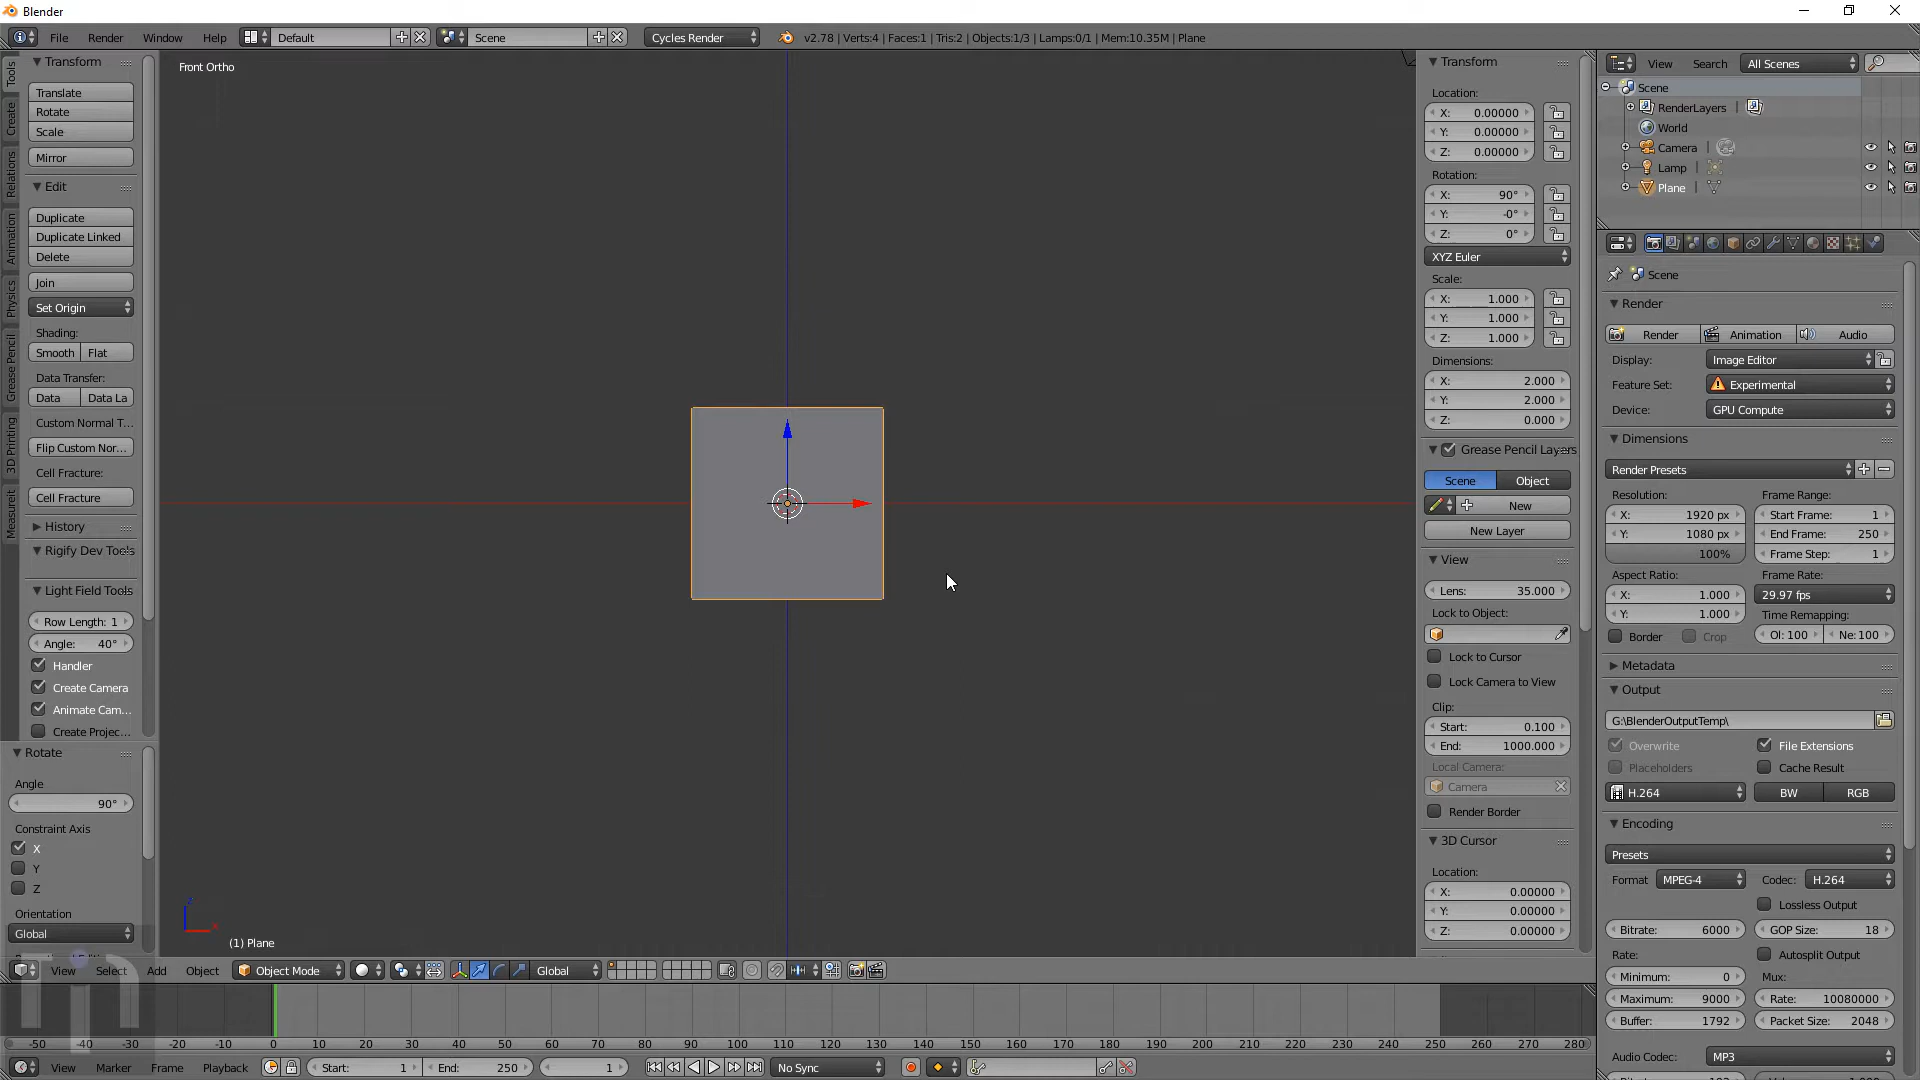 Blender
File Render Window Help Default Scene Cycles Render v2.78 | Verts:4 | Faces:1 | Tris:2 | Objects:1/3 | Lamps:0/1 | Mem:10.35M | Plane
Tools
Create
Relations
Animation
Physics
Grease Pencil
3D Printing
Measureit
Transform
Translate
Rotate
Scale
Mirror
Edit
Duplicate
Duplicate Linked
Delete
Join
Set Origin
Shading:
Smooth Flat
Data Transfer:
Data Data La
Custom Normal T...
Flip Custom Nor...
Cell Fracture:
Cell Fracture
History
Rigify Dev Tools
Light Field Tools
Row Length: 1
Angle: 40°
Handler
Create Camera
Animate Cam...
Create Projec...
Rotate
Angle
90°
Constraint Axis
X
Y
Z
Orientation
Global
Front Ortho
(1) Plane
View Select Add Object Object Mode Global
Transform
Location:
X: 0.00000
Y: 0.00000
Z: 0.00000
Rotation:
X: 90°
Y: -0°
Z: 0°
XYZ Euler
Scale:
X: 1.000
Y: 1.000
Z: 1.000
Dimensions:
X: 2.000
Y: 2.000
Z: 0.000
Grease Pencil Layers
Scene Object
New
New Layer
View
Lens: 35.000
Lock to Object:
Lock to Cursor
Lock Camera to View
Clip:
Start: 0.100
End: 1000.000
Local Camera:
Camera
Render Border
3D Cursor
Location:
X: 0.00000
Y: 0.00000
Z: 0.00000
View Search All Scenes
Scene
RenderLayers |
World
Camera |
Lamp |
Plane |
Scene
Render
Render Animation Audio
Display: Image Editor
Feature Set: Experimental
Device: GPU Compute
Dimensions
Render Presets
Resolution: Frame Range:
X: 1920 px Start Frame: 1
Y: 1080 px End Frame: 250
100% Frame Step: 1
Aspect Ratio: Frame Rate:
X: 1.000 29.97 fps
Y: 1.000 Time Remapping:
Border Crop Ol: 100 Ne: 100
Metadata
Output
G:\BlenderOutputTemp\
Overwrite File Extensions
Placeholders Cache Result
H.264 BW RGB
Encoding
Presets
Format MPEG-4 Codec: H.264
Lossless Output
Bitrate: 6000 GOP Size: 18
Rate: Autosplit Output
Minimum: 0 Mux:
Maximum: 9000 Rate: 10080000
Buffer: 1792 Packet Size: 2048
Audio Codec: MP3
-50 -40 -30 -20 -10 0 10 20 30 40 50 60 70 80 90 100 110 120 130 140 150 160 170 180 190 200 210 220 230 240 250 260 270 280
View Marker Frame Playback Start: 1 End: 250 1 No Sync